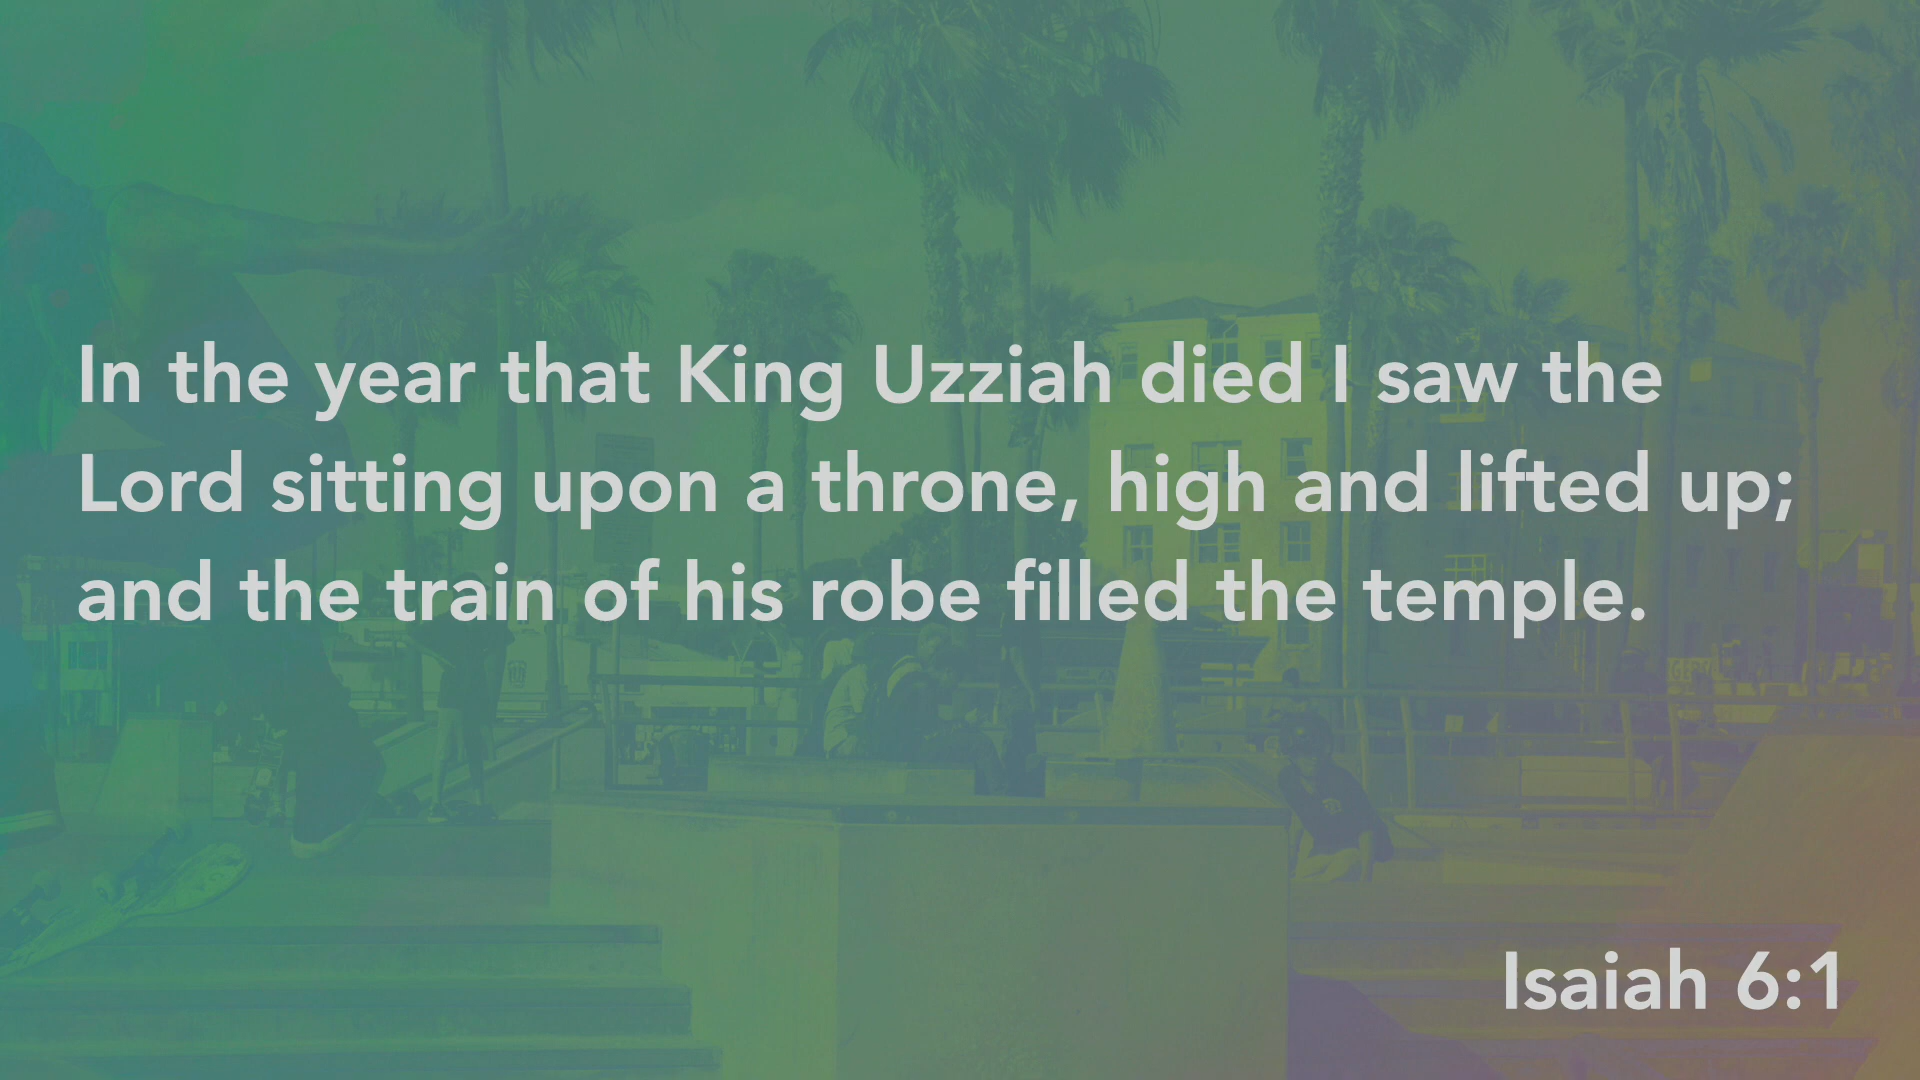 In the year that King Uzziah died I saw the
Lord sitting upon a throne, high and lifted up;
and the train of his robe filled the temple.
Isaiah 6:1